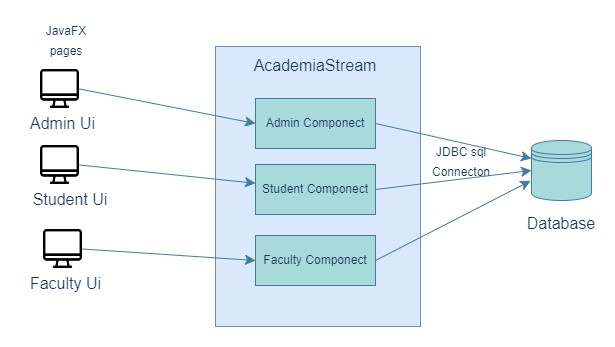 JavaFX
pages
AcademiaStream
Admin Ui
Admin Componect
Student Ui
Student Componect
JDBC sql
Connecton
Faculty Ui
Faculty Componect
Database